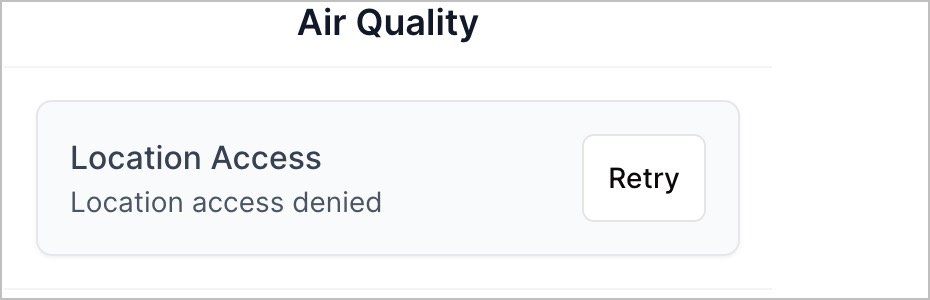 Air Quality
Location Access
Location access denied
Retry